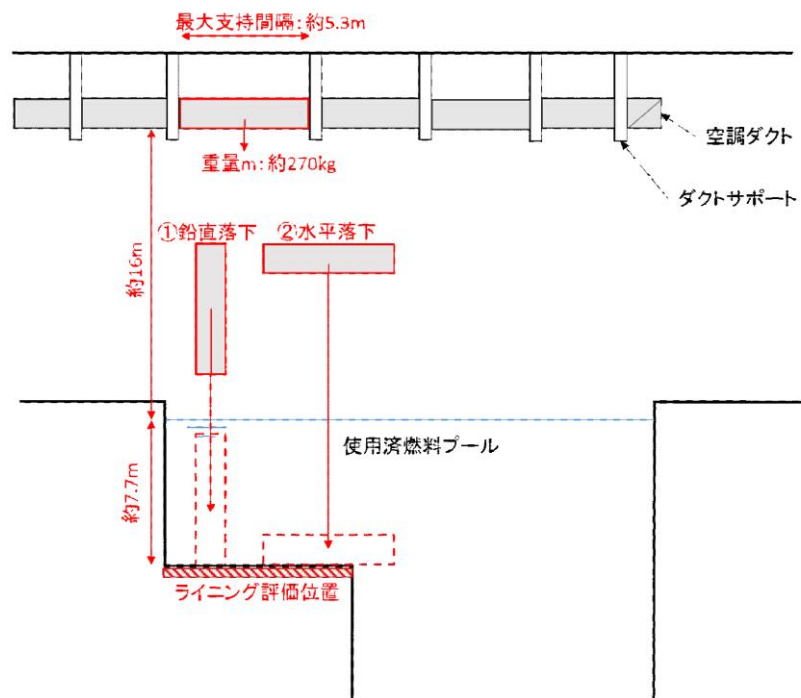 最大支持間隔：約5.3m
空調ダクト
重量m：約270kg
ダクトサポート
①鉛直落下
②水平落下
約16m
使用済燃料プール
約7.7m
ライニング評価位置